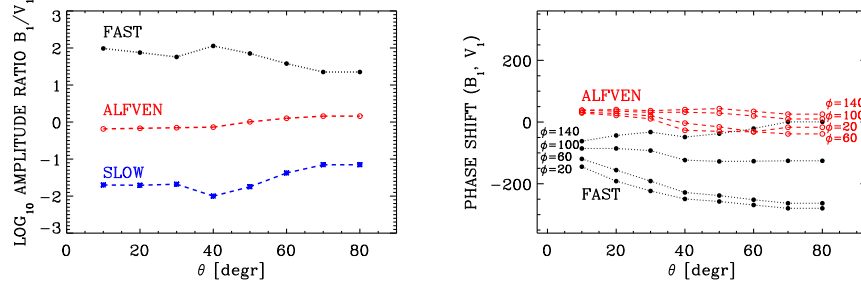 LOG₁₀ AMPLITUDE RATIO B₁/V₁
3
2
1
0
-1
-2
-3
0
20
40
60
80
θ [degr]
FAST
ALFVEN
SLOW
PHASE SHIFT (B₁, V₁)
200
0
-200
0
20
40
60
80
θ [degr]
ALFVEN
ϕ=140
ϕ=100
ϕ=20
ϕ=60
ϕ=140
ϕ=100
ϕ=60
ϕ=20
FAST